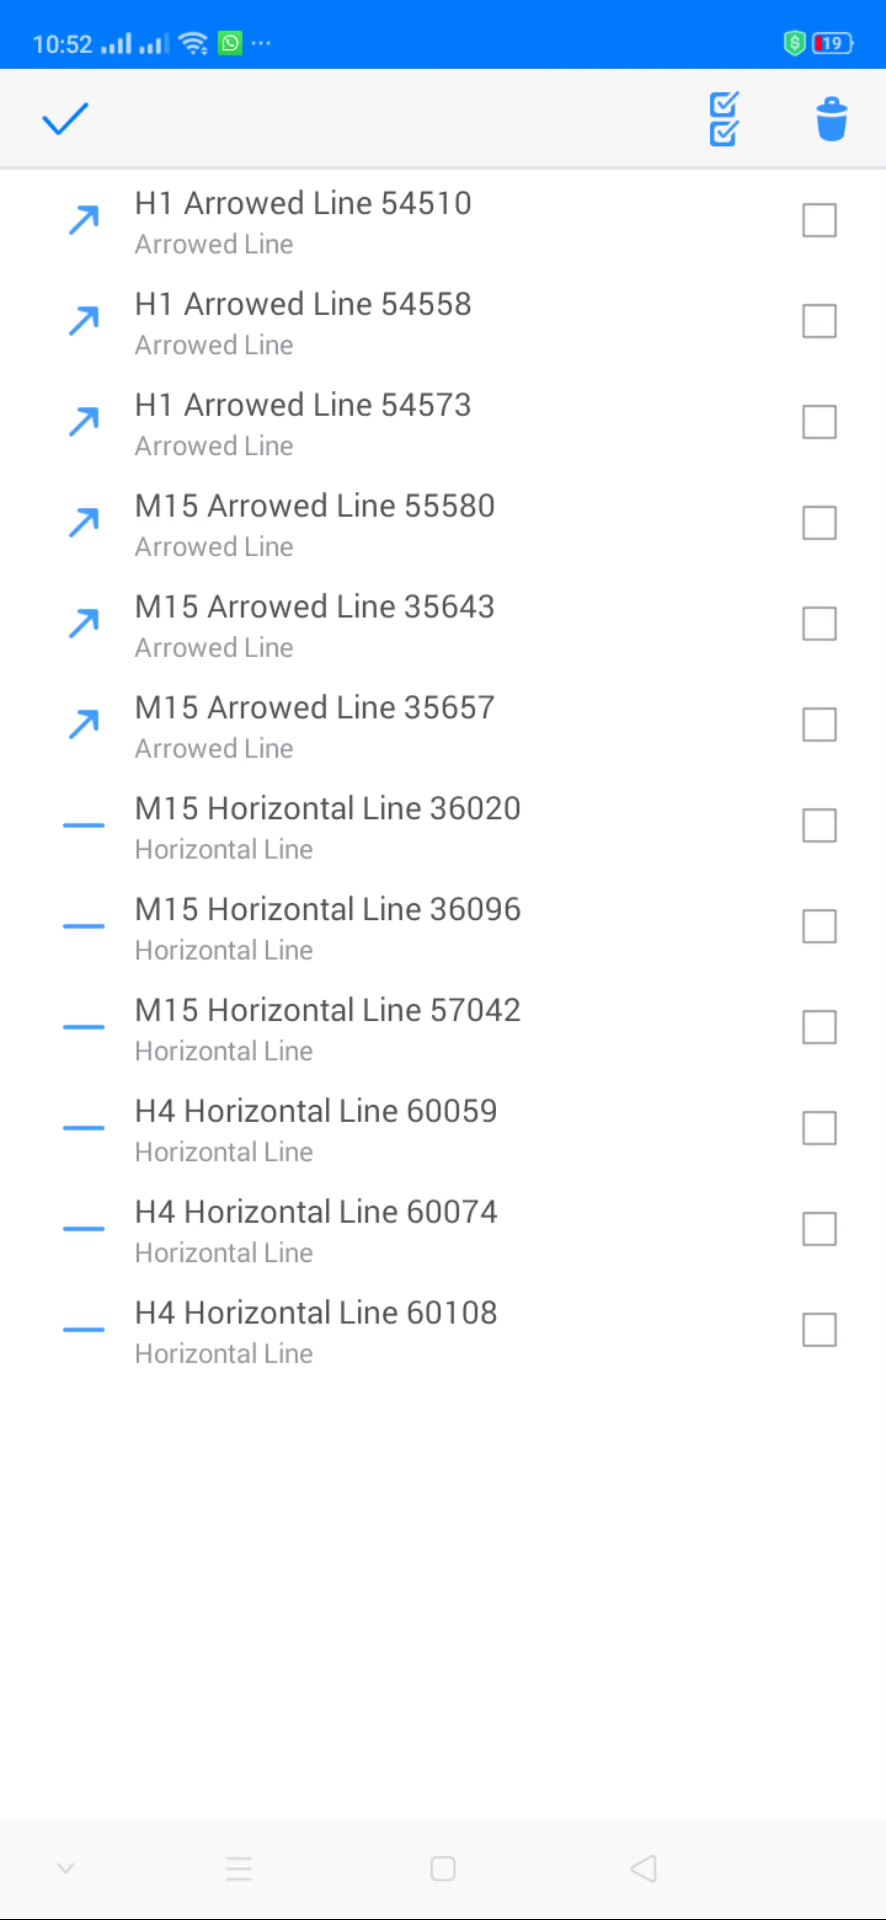 10:52
19
H1 Arrowed Line 54510
Arrowed Line
H1 Arrowed Line 54558
Arrowed Line
H1 Arrowed Line 54573
Arrowed Line
M15 Arrowed Line 55580
Arrowed Line
M15 Arrowed Line 35643
Arrowed Line
M15 Arrowed Line 35657
Arrowed Line
M15 Horizontal Line 36020
Horizontal Line
M15 Horizontal Line 36096
Horizontal Line
M15 Horizontal Line 57042
Horizontal Line
H4 Horizontal Line 60059
Horizontal Line
H4 Horizontal Line 60074
Horizontal Line
H4 Horizontal Line 60108
Horizontal Line